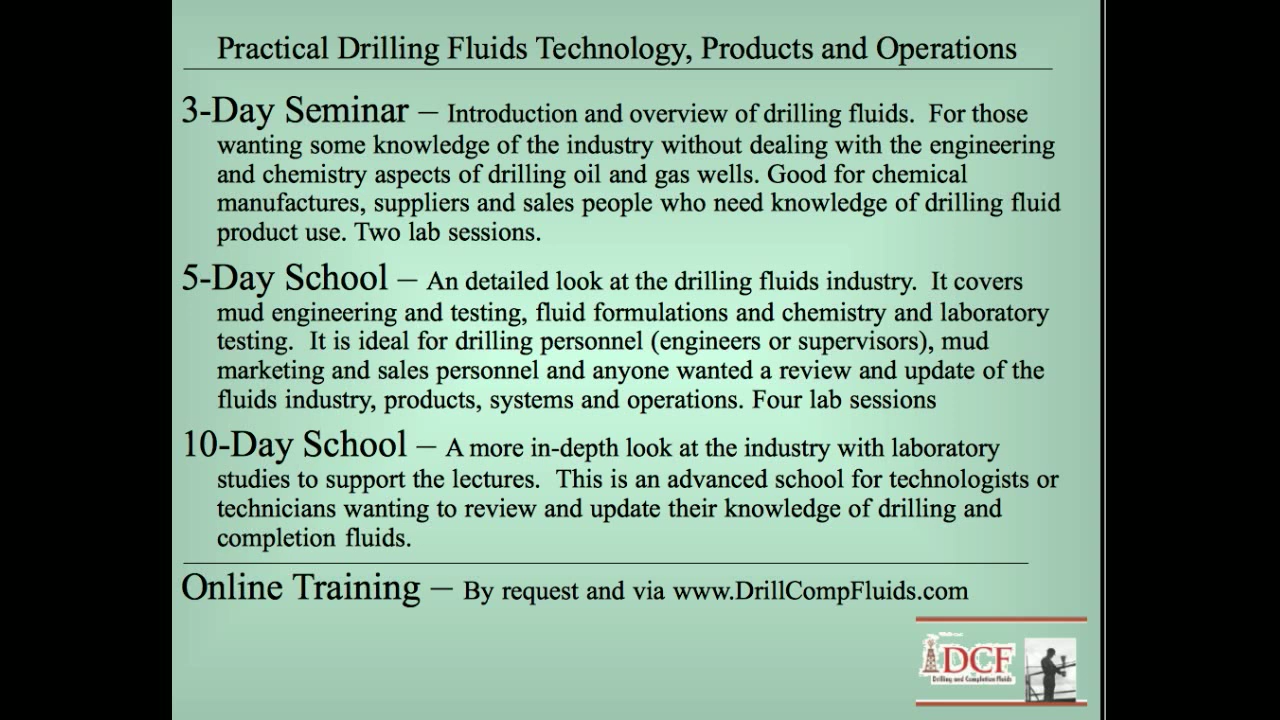 Practical Drilling Fluids Technology, Products and Operations
3-Day Seminar – Introduction and overview of drilling fluids.  For those
wanting some knowledge of the industry without dealing with the engineering
and chemistry aspects of drilling oil and gas wells. Good for chemical
manufactures, suppliers and sales people who need knowledge of drilling fluid
product use. Two lab sessions.
5-Day School – An detailed look at the drilling fluids industry.  It covers
mud engineering and testing, fluid formulations and chemistry and laboratory
testing.  It is ideal for drilling personnel (engineers or supervisors), mud
marketing and sales personnel and anyone wanted a review and update of the
fluids industry, products, systems and operations. Four lab sessions
10-Day School – A more in-depth look at the industry with laboratory
studies to support the lectures.  This is an advanced school for technologists or
technicians wanting to review and update their knowledge of drilling and
completion fluids.
Online Training – By request and via www.DrillCompFluids.com
DCF
Drilling and Completion Fluids